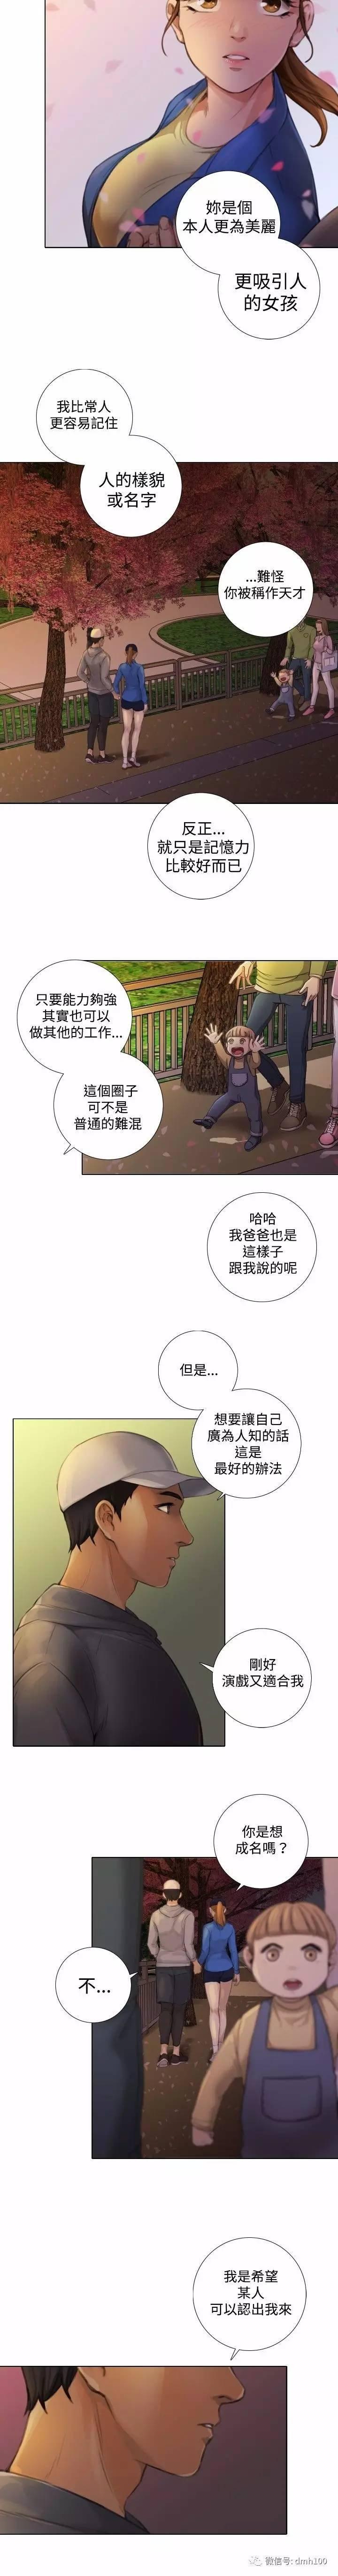 妳是個
本人更為美麗
更吸引人
的女孩
我比常人
更容易記住
人的樣貌
或名字
...難怪
你被稱作天才
反正...
就只是記憶力
比較好而已
只要能力夠強
其實也可以
做其他的工作...
這個圈子
可不是
普通的難混
哈哈
我爸爸也是
這樣子
跟我說的呢
但是...
想要讓自己
廣為人知的話
這是
最好的辦法
剛好
演戲又適合我
你是想
成名嗎？
不...
我是希望
某人
可以認出我來
微信号: dmh100